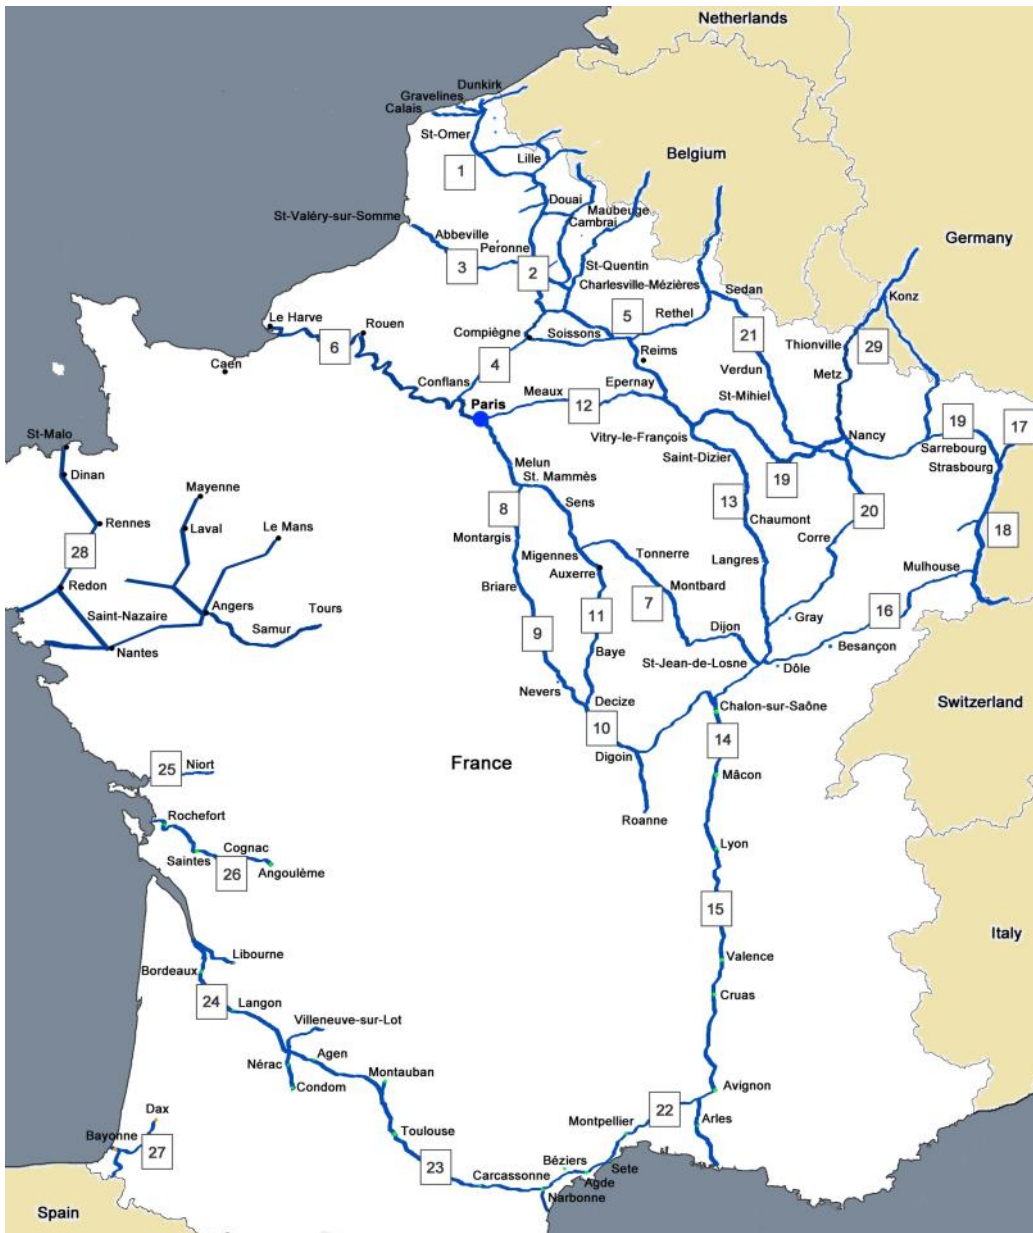 Netherlands
Dunkirk
Gravelines
Calais
St-Omer
1
Lille
Belgium
Douai
Maubeuge
Cambrai
St-Valéry-sur-Somme
Abbeville
Peronne
3
2
St-Quentin
Charlesville-Mézières
Germany
Sedan
Konz
Le Harve
Rouen
6
5
Rethel
Compiègne
Soissons
21
Thionville
29
Caen
4
Reims
Verdun
Metz
Conflans
Meaux
Epernay
St-Mihiel
Paris
12
St-Malo
Vitry-le-François
Nancy
19
17
Saint-Dizier
Sarrebourg
Strasbourg
Dinan
Melun
19
St. Mammès
Mayenne
8
Sens
13
20
Rennes
Laval
Le Mans
Chaumont
18
28
Montargis
Corre
Migennes
Tonnerre
Langres
Auxerre
Mulhouse
Redon
Briare
Montbard
7
Saint-Nazaire
Angers
Tours
11
Gray
16
Samur
9
Dijon
Besançon
Nantes
Baye
St-Jean-de-Losne
Dôle
Nevers
Decize
Switzerland
Chalon-sur-Saône
10
14
Digoin
France
25
Niort
Mâcon
Rochefort
Roanne
Cognac
Lyon
Saintes
26
Angoulème
15
Italy
Libourne
Valence
Bordeaux
24
Langon
Cruas
Villeneuve-sur-Lot
Agen
Nérac
Montauban
Condom
Avignon
Dax
22
Arles
Montpellier
Bayonne
Toulouse
27
23
Béziers
Sete
Carcassonne
Agde
Narbonne
Spain